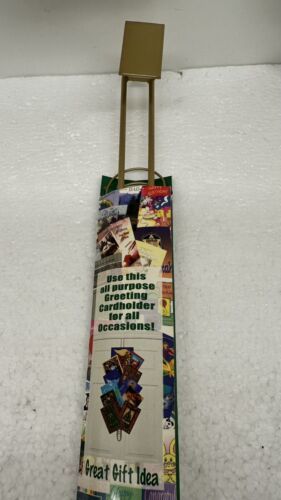 Use this
all purpose
Greeting
Cardholder
for all
Occasions!
Great Gift Idea